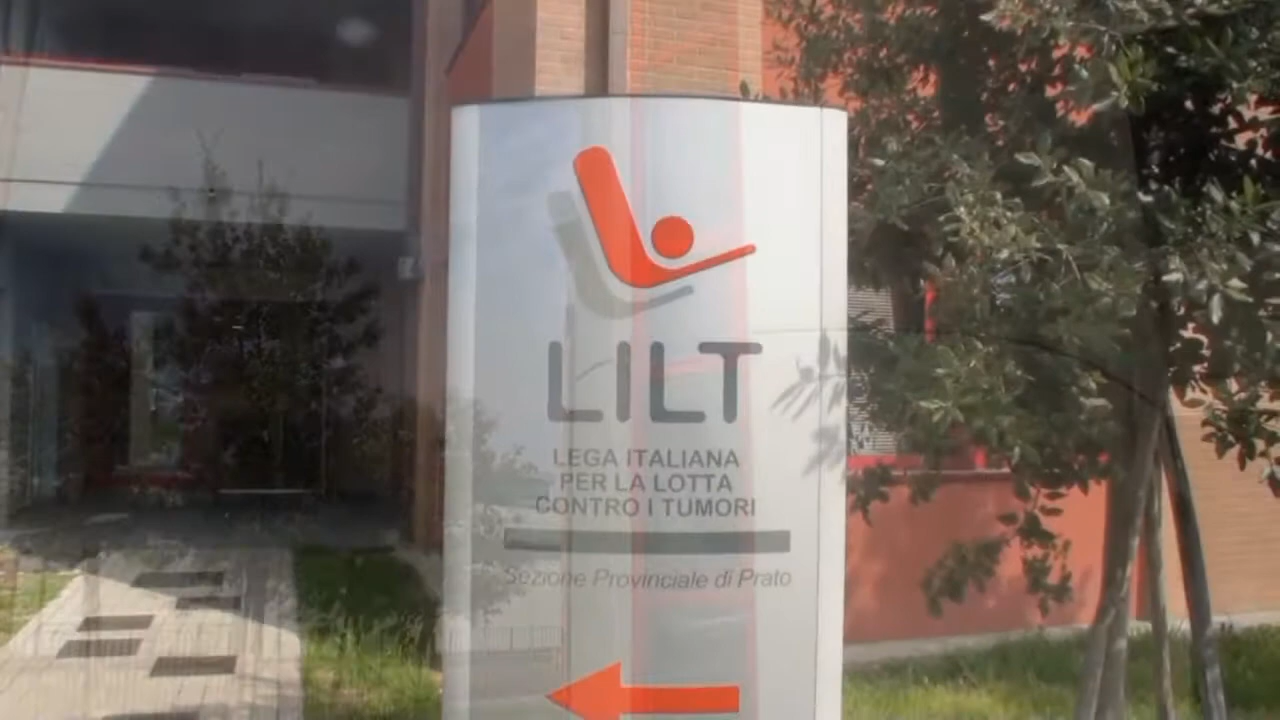 LILT
LEGA ITALIANA
PER LA LOTTA
CONTRO I TUMORI
Sezione Provinciale di Prato